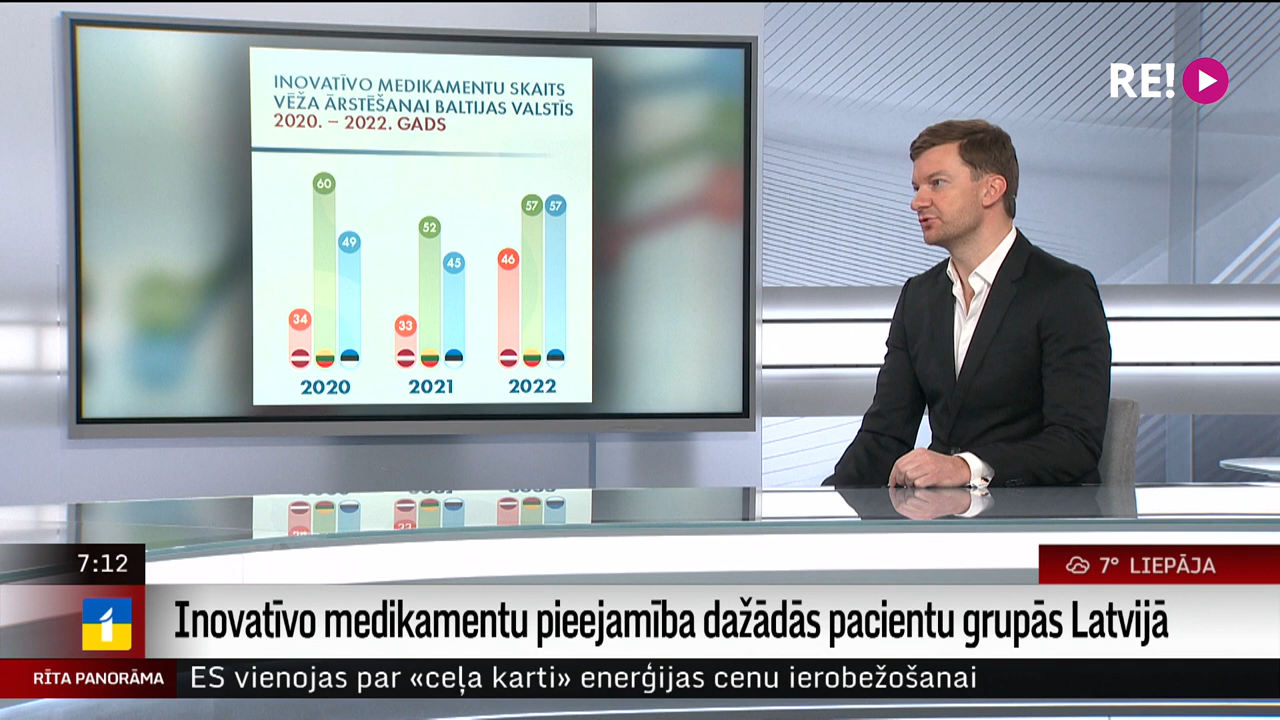 INOVATĪVO MEDIKAMENTU SKAITS
VĒŽA ĀRSTĒŠANAI BALTIJAS VALSTĪS
2020. – 2022. GADS
60
49
34
52
45
33
57
57
46
2020
2021
2022
RE!
7:12
7° LIEPĀJA
1
Inovatīvo medikamentu pieejamība dažādās pacientu grupās Latvijā
RĪTA PANORĀMA
ES vienojas par «ceļa karti» enerģijas cenu ierobežošanai